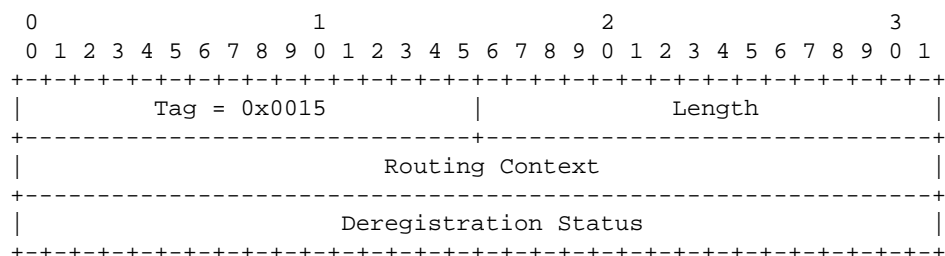 0                   1                   2                   3
 0 1 2 3 4 5 6 7 8 9 0 1 2 3 4 5 6 7 8 9 0 1 2 3 4 5 6 7 8 9 0 1
+-+-+-+-+-+-+-+-+-+-+-+-+-+-+-+-+-+-+-+-+-+-+-+-+-+-+-+-+-+-+-+-+
|         Tag = 0x0015          |            Length             |
+-------------------------------+-------------------------------+
|                        Routing Context                        |
+---------------------------------------------------------------+
|                     Deregistration Status                     |
+-+-+-+-+-+-+-+-+-+-+-+-+-+-+-+-+-+-+-+-+-+-+-+-+-+-+-+-+-+-+-+-+